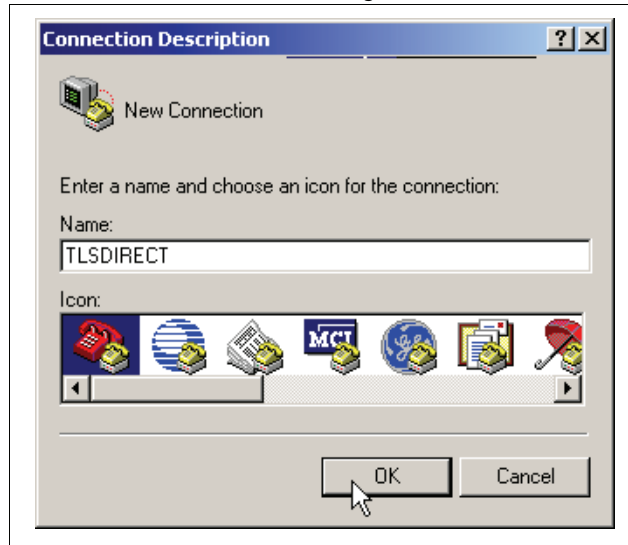 Connection Description
New Connection
Enter a name and choose an icon for the connection:
Name:
TLSDIRECT
Icon:
MCI
OK
Cancel